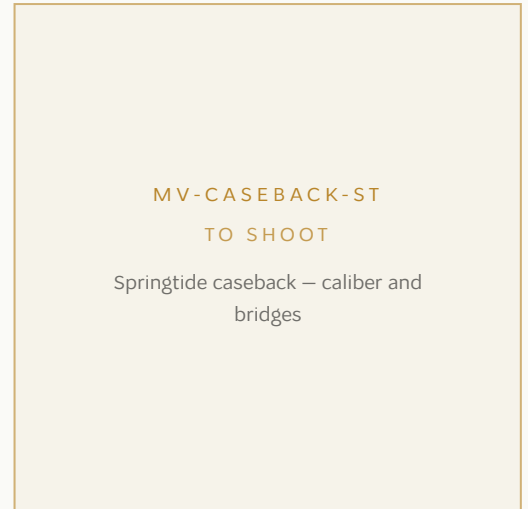 MV-CASEBACK-ST
TO SHOOT
Springtide caseback — caliber and
bridges